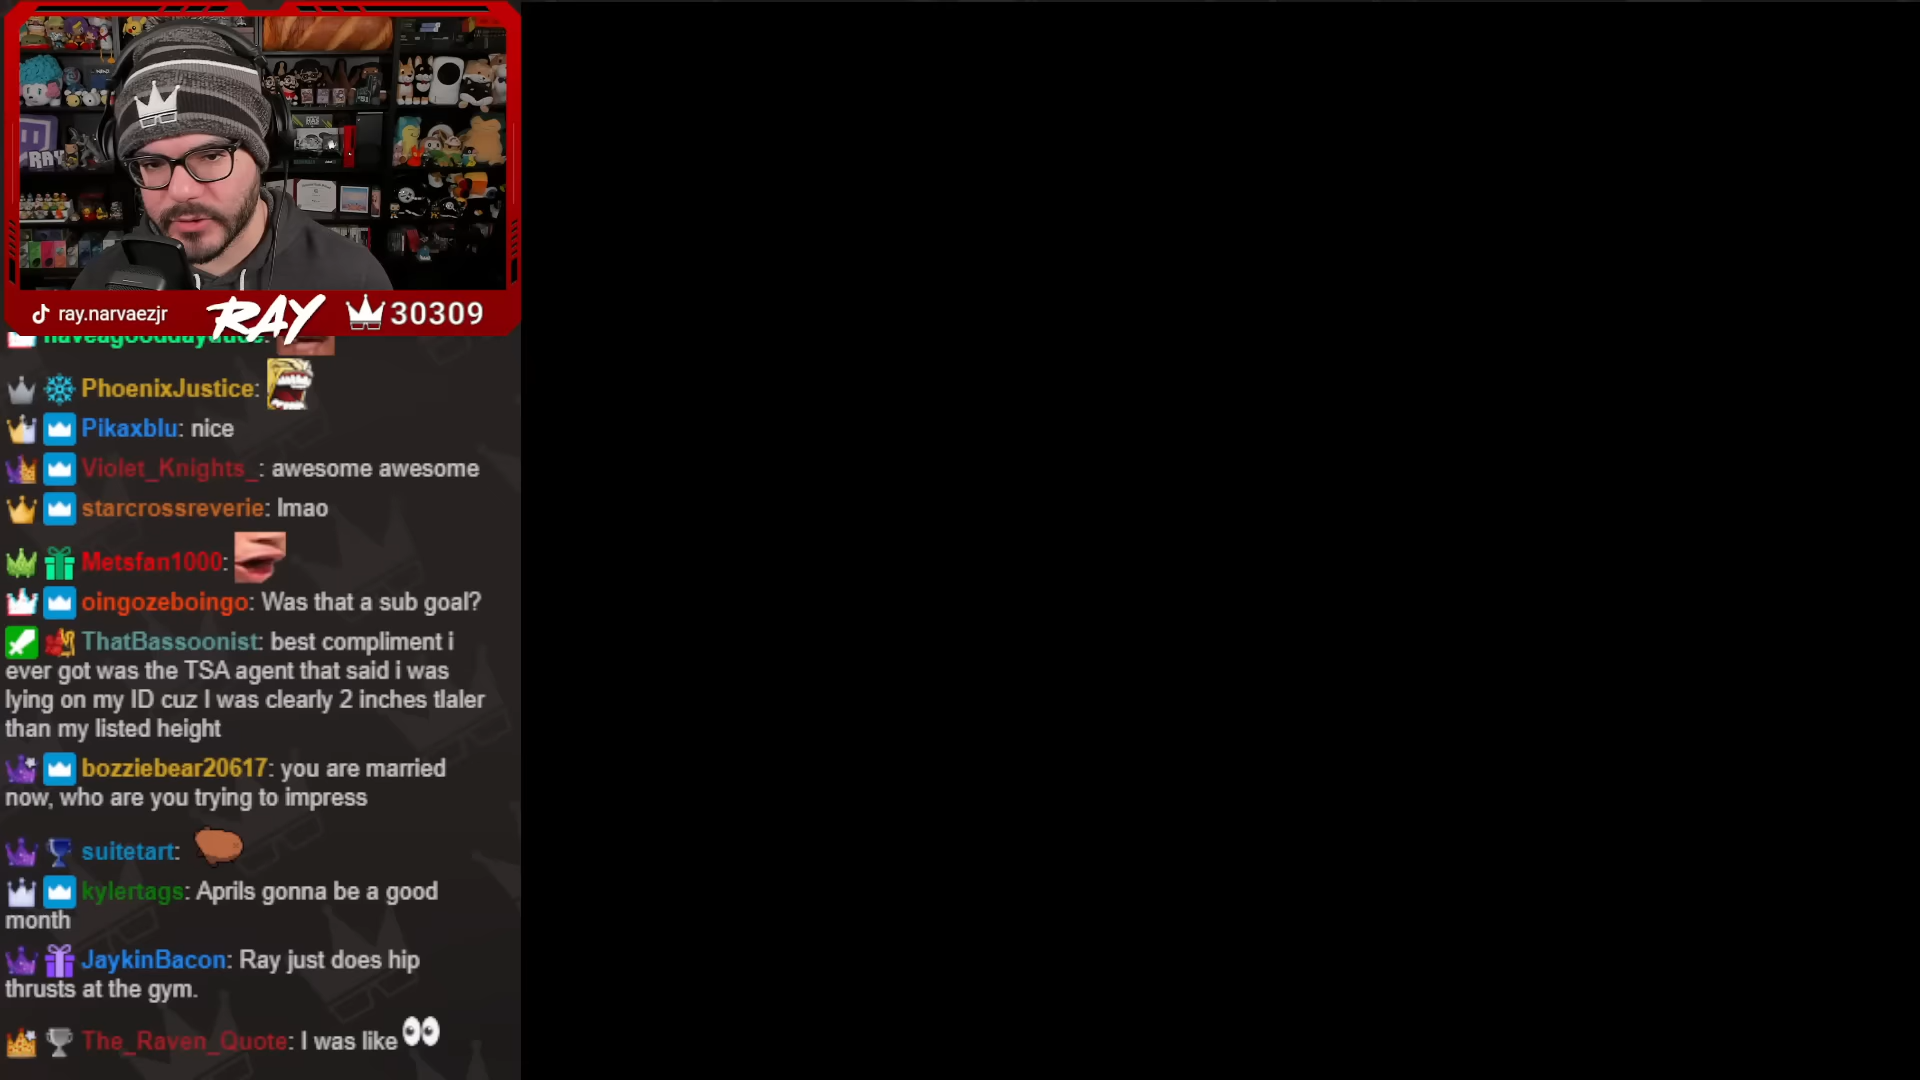 RAY
ray.narvaezjr RAY 30309
haveagooddaydude:
PhoenixJustice:
Pikaxblu: nice
Violet_Knights_: awesome awesome
starcrossreverie: lmao
Metsfan1000:
oingozeboingo: Was that a sub goal?
ThatBassoonist: best compliment i
ever got was the TSA agent that said i was
lying on my ID cuz I was clearly 2 inches tlaler
than my listed height
bozziebear20617: you are married
now, who are you trying to impress
suitetart:
kylertags: Aprils gonna be a good
month
JaykinBacon: Ray just does hip
thrusts at the gym.
The_Raven_Quote: I was like